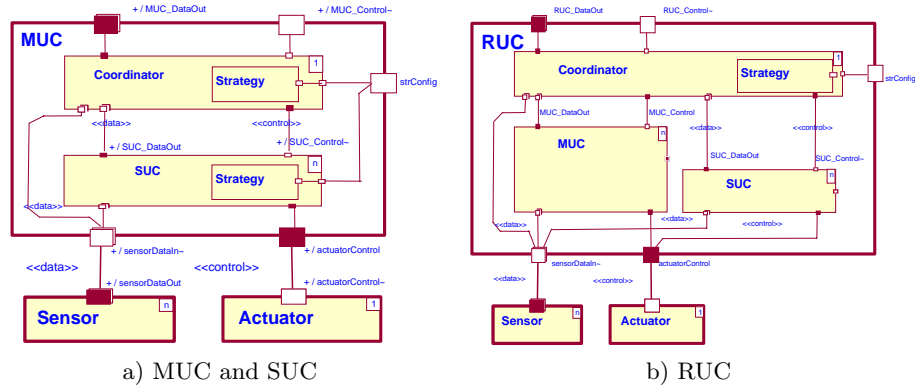 + / MUC_DataOut
+ / MUC_Control~
MUC
Coordinator
1
Strategy
strConfig
<<data>>
<<control>>
+ / SUC_DataOut
+ / SUC_Control~
SUC
n
Strategy
<<data>>
+ / sensorDataIn~
+ / actuatorControl
<<data>>
<<control>>
+ / sensorDataOut
+ / actuatorControl~
Sensor
n
Actuator
1
a) MUC and SUC
RUC_DataOut
RUC_Control~
RUC
Coordinator
1
Strategy
strConfig
MUC_DataOut
MUC_Control
<<data>>
<<control>>
MUC
n
SUC_DataOut
SUC_Control~
SUC
n
<<data>>
<<data>>
<<control>>
sensorDataIn~
actuatorControl
<<data>>
<<control>>
Sensor
n
Actuator
1
b) RUC